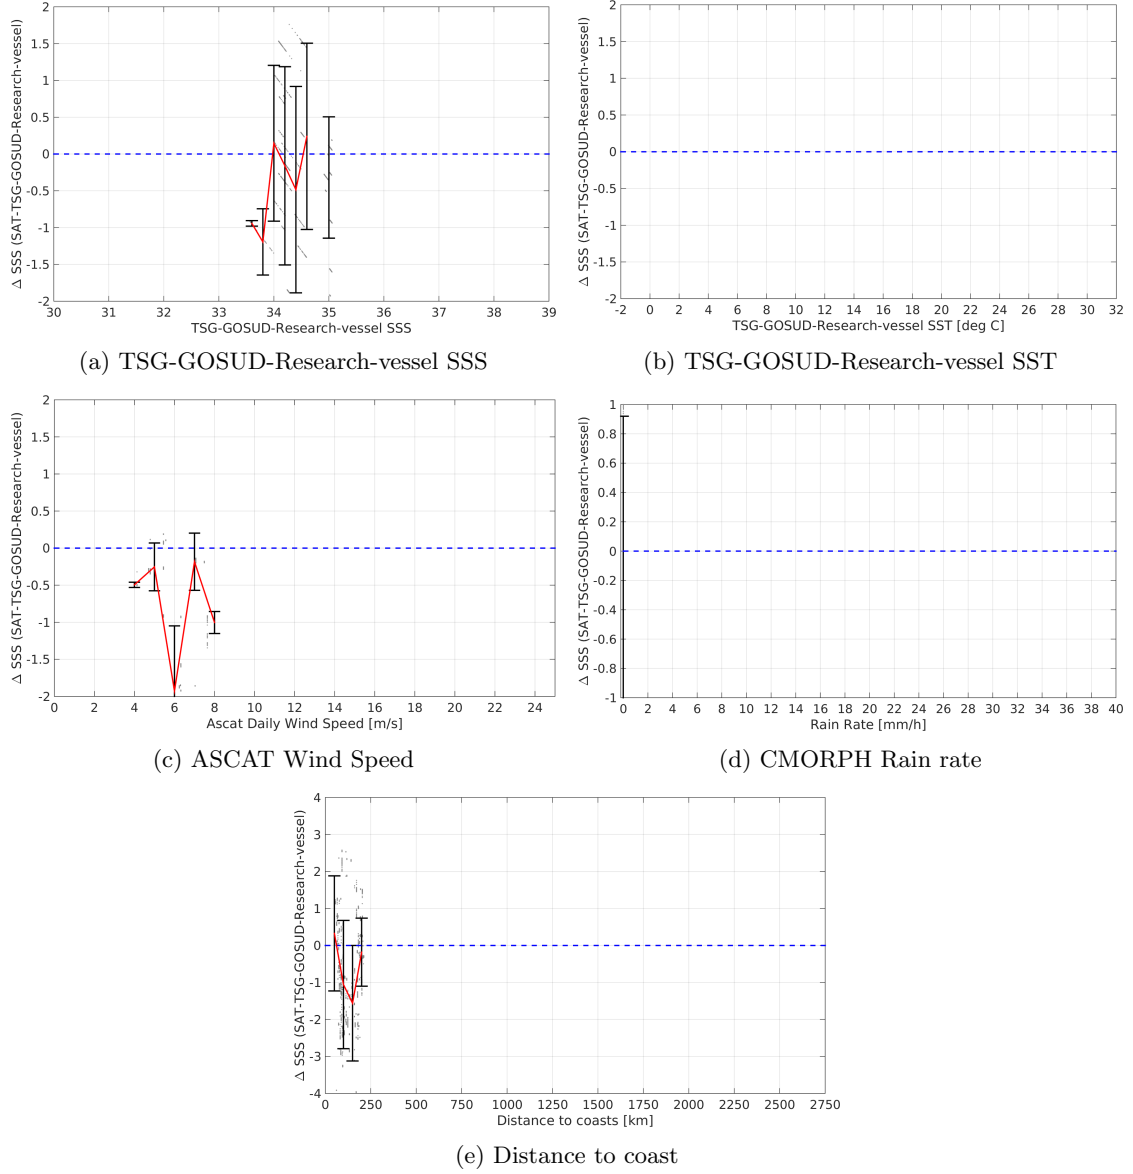 2
1.5
1
0.5
0
-0.5
-1
-1.5
-2
Δ SSS (SAT-TSG-GOSUD-Research-vessel)
30 31 32 33 34 35 36 37 38 39
TSG-GOSUD-Research-vessel SSS
(a) TSG-GOSUD-Research-vessel SSS
2
1.5
1
0.5
0
-0.5
-1
-1.5
-2
Δ SSS (SAT-TSG-GOSUD-Research-vessel)
-2 0 2 4 6 8 10 12 14 16 18 20 22 24 26 28 30 32
TSG-GOSUD-Research-vessel SST [deg C]
(b) TSG-GOSUD-Research-vessel SST
2
1.5
1
0.5
0
-0.5
-1
-1.5
-2
Δ SSS (SAT-TSG-GOSUD-Research-vessel)
0 2 4 6 8 10 12 14 16 18 20 22 24
Ascat Daily Wind Speed [m/s]
(c) ASCAT Wind Speed
1
0.8
0.6
0.4
0.2
0
-0.2
-0.4
-0.6
-0.8
-1
Δ SSS (SAT-TSG-GOSUD-Research-vessel)
0 2 4 6 8 10 12 14 16 18 20 22 24 26 28 30 32 34 36 38 40
Rain Rate [mm/h]
(d) CMORPH Rain rate
4
3
2
1
0
-1
-2
-3
-4
Δ SSS (SAT-TSG-GOSUD-Research-vessel)
0 250 500 750 1000 1250 1500 1750 2000 2250 2500 2750
Distance to coasts [km]
(e) Distance to coast